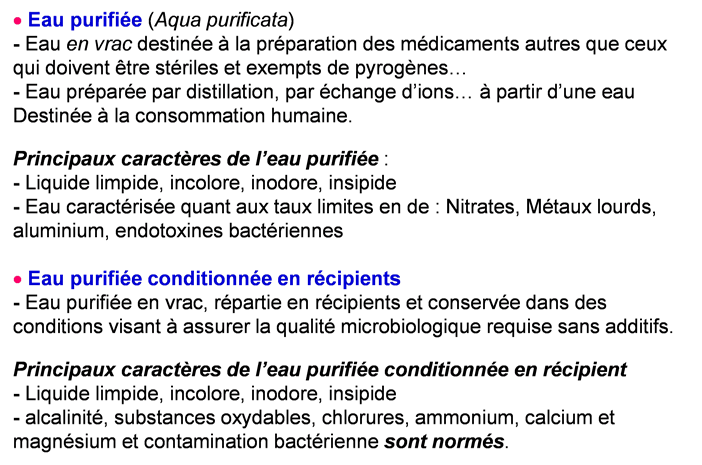 • Eau purifiée (Aqua purificata)
- Eau en vrac destinée à la préparation des médicaments autres que ceux
qui doivent être stériles et exempts de pyrogènes…
- Eau préparée par distillation, par échange d’ions… à partir d’une eau
Destinée à la consommation humaine.
Principaux caractères de l’eau purifiée :
- Liquide limpide, incolore, inodore, insipide
- Eau caractérisée quant aux taux limites en de : Nitrates, Métaux lourds,
aluminium, endotoxines bactériennes
• Eau purifiée conditionnée en récipients
- Eau purifiée en vrac, répartie en récipients et conservée dans des
conditions visant à assurer la qualité microbiologique requise sans additifs.
Principaux caractères de l’eau purifiée conditionnée en récipient
- Liquide limpide, incolore, inodore, insipide
- alcalinité, substances oxydables, chlorures, ammonium, calcium et
magnésium et contamination bactérienne sont normés.